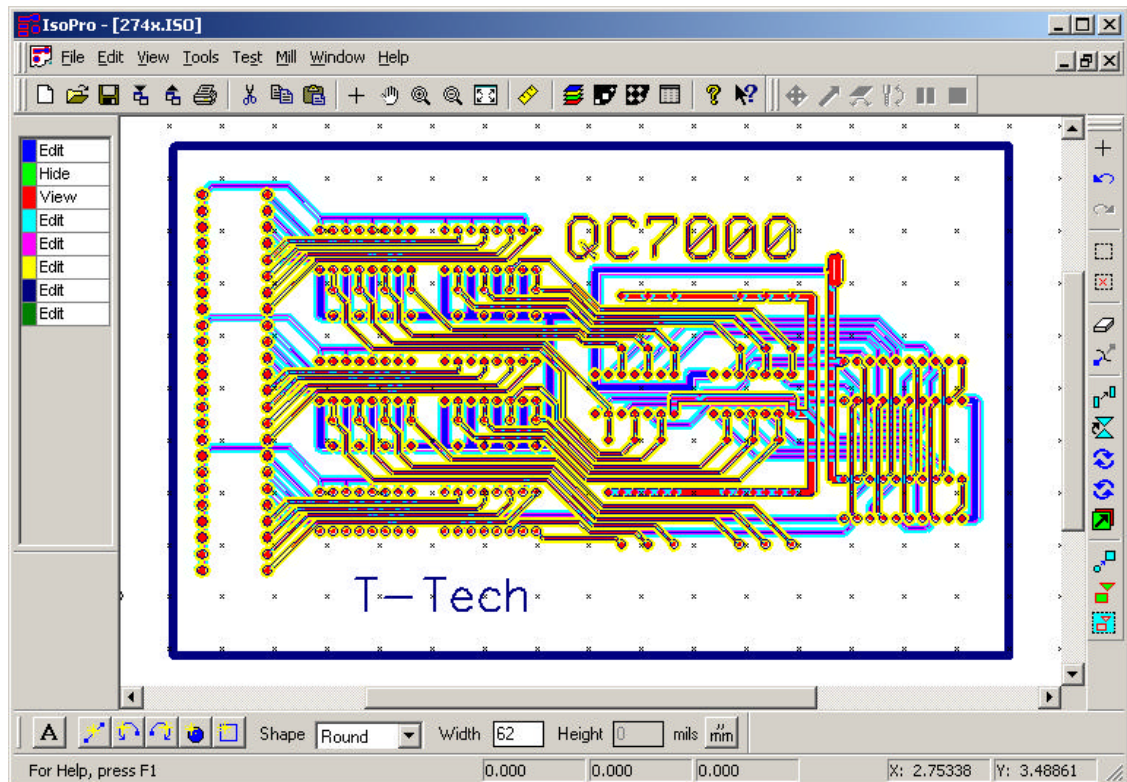 IsoPro - [274x.ISO]
File Edit View Tools Test Mill Window Help
Edit
Hide
View
Edit
Edit
Edit
Edit
Edit
QC7000
T-Tech
A Shape Round Width 62 Height 0 mils " mm
For Help, press F1 0.000 0.000 0.000 X: 2.75338 Y: 3.48861